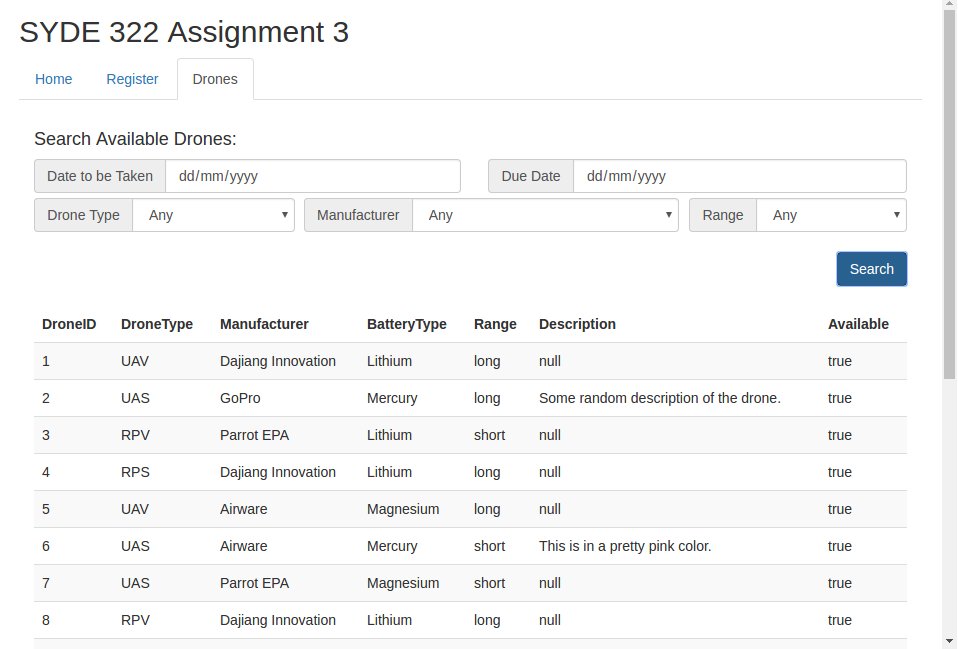 SYDE 322 Assignment 3
Home Register Drones
Search Available Drones:
Date to be Taken dd/mm/yyyy Due Date dd/mm/yyyy
Drone Type Any Manufacturer Any Range Any
Search
DroneID DroneType Manufacturer BatteryType Range Description Available
1 UAV Dajiang Innovation Lithium long null true
2 UAS GoPro Mercury long Some random description of the drone. true
3 RPV Parrot EPA Lithium short null true
4 RPS Dajiang Innovation Lithium long null true
5 UAV Airware Magnesium long null true
6 UAS Airware Mercury short This is in a pretty pink color. true
7 UAS Parrot EPA Magnesium short null true
8 RPV Dajiang Innovation Lithium long null true